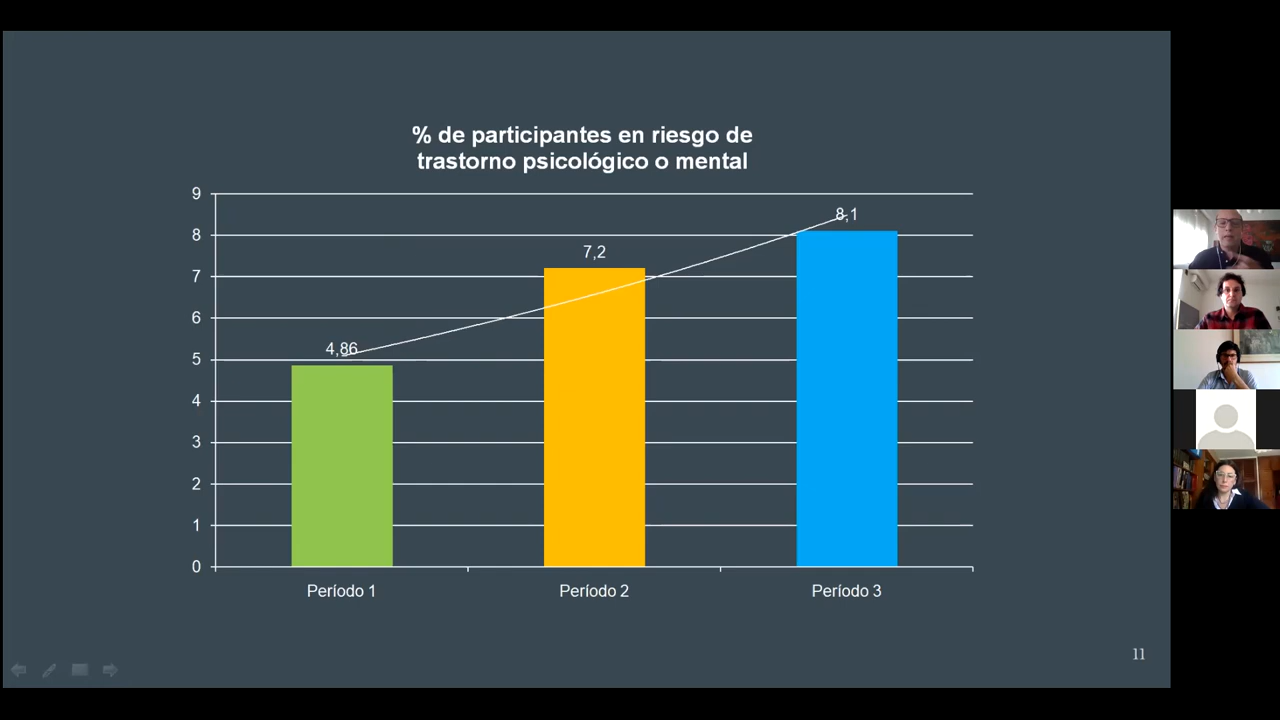 % de participantes en riesgo de
trastorno psicológico o mental
9
8
7
6
5
4
3
2
1
0
4,86
7,2
8,1
Período 1
Período 2
Período 3
11